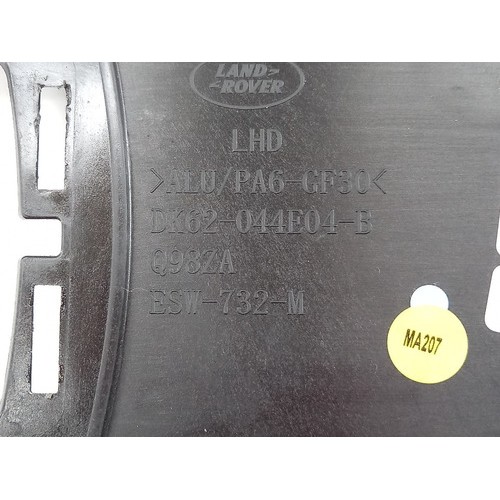 LAND
ROVER
LHD
>ALU/PA6-GF30<
DK62-044E04-B
Q98ZA
ESW-732-M
MA207